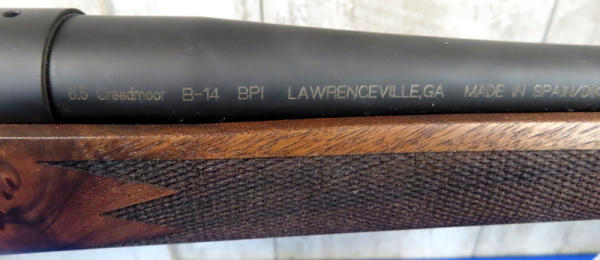 6.5 Creedmoor B-14 BPI LAWRENCEVILLE,GA MADE IN SPAIN/